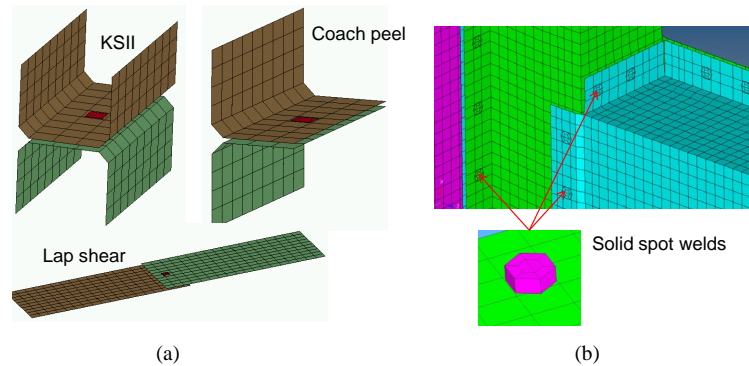 KSII
Coach peel
Lap shear
Solid spot welds
(a)
(b)